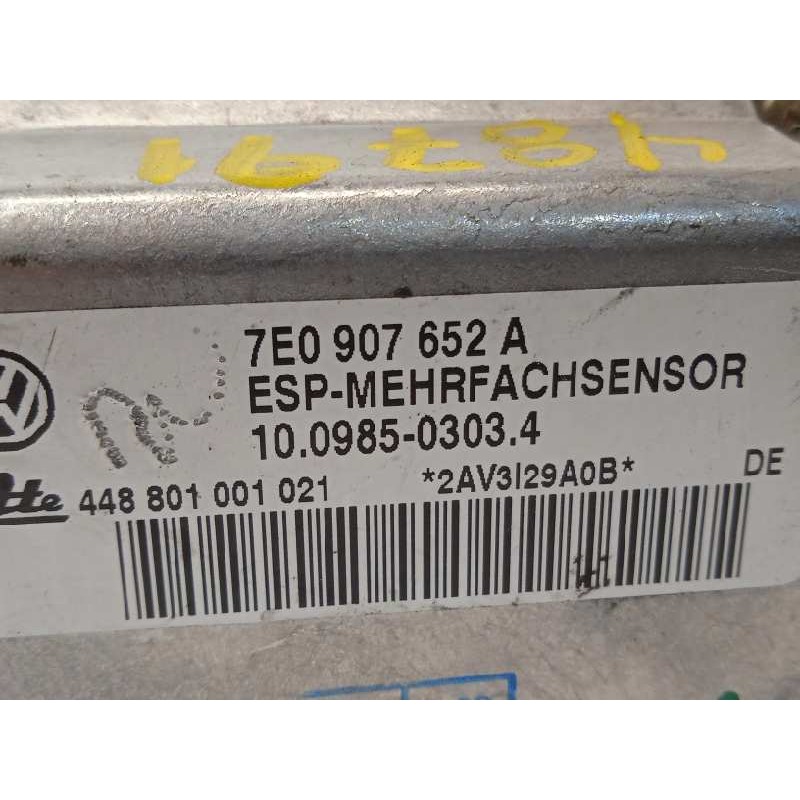 48791
7E0 907 652 A
ESP-MEHRFACHSENSOR
10.0985-0303.4
448 801 001 021 *2AV3I29A0B* DE